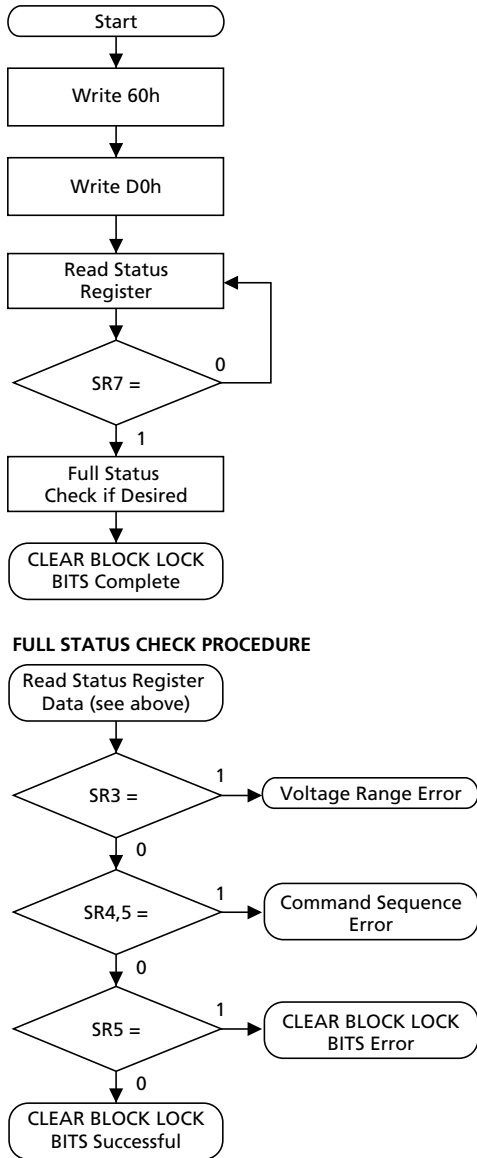 Start
Write 60h
Write D0h
Read Status
Register
0
SR7 =
1
Full Status
Check if Desired
CLEAR BLOCK LOCK
BITS Complete
FULL STATUS CHECK PROCEDURE
Read Status Register
Data (see above)
1
SR3 =
Voltage Range Error
0
1
SR4,5 =
Command Sequence
Error
0
1
SR5 =
CLEAR BLOCK LOCK
BITS Error
0
CLEAR BLOCK LOCK
BITS Successful